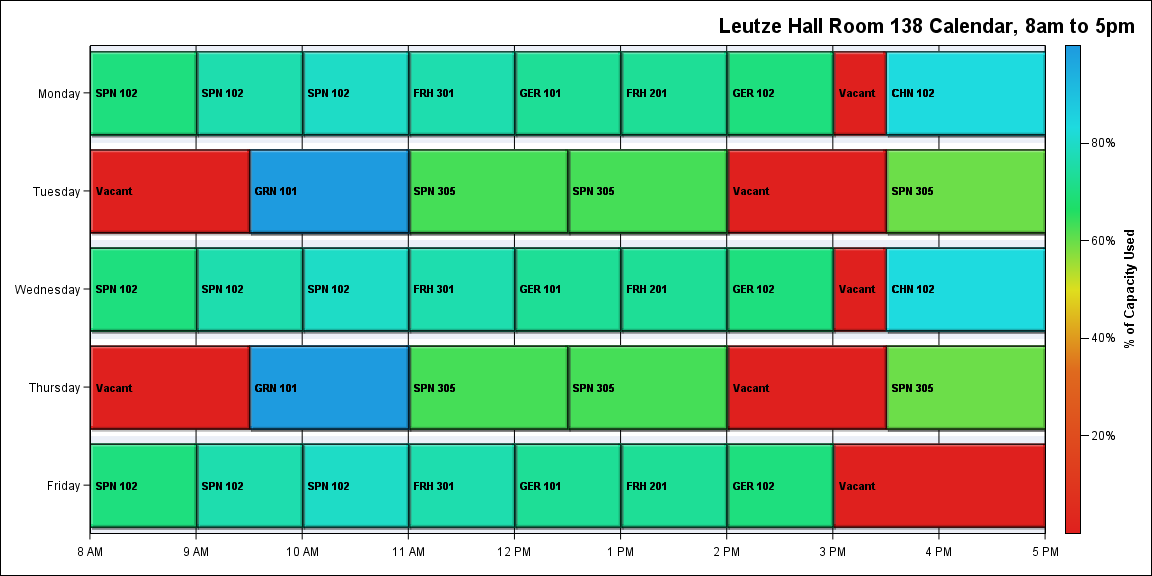 Leutze Hall Room 138 Calendar, 8am to 5pm
Monday
SPN 102
SPN 102
SPN 102
FRH 301
GER 101
FRH 201
GER 102
Vacant
CHN 102
Tuesday
Vacant
GRN 101
SPN 305
SPN 305
Vacant
SPN 305
Wednesday
SPN 102
SPN 102
SPN 102
FRH 301
GER 101
FRH 201
GER 102
Vacant
CHN 102
Thursday
Vacant
GRN 101
SPN 305
SPN 305
Vacant
SPN 305
Friday
SPN 102
SPN 102
SPN 102
FRH 301
GER 101
FRH 201
GER 102
Vacant
8 AM
9 AM
10 AM
11 AM
12 PM
1 PM
2 PM
3 PM
4 PM
5 PM
80%
60%
40%
20%
% of Capacity Used